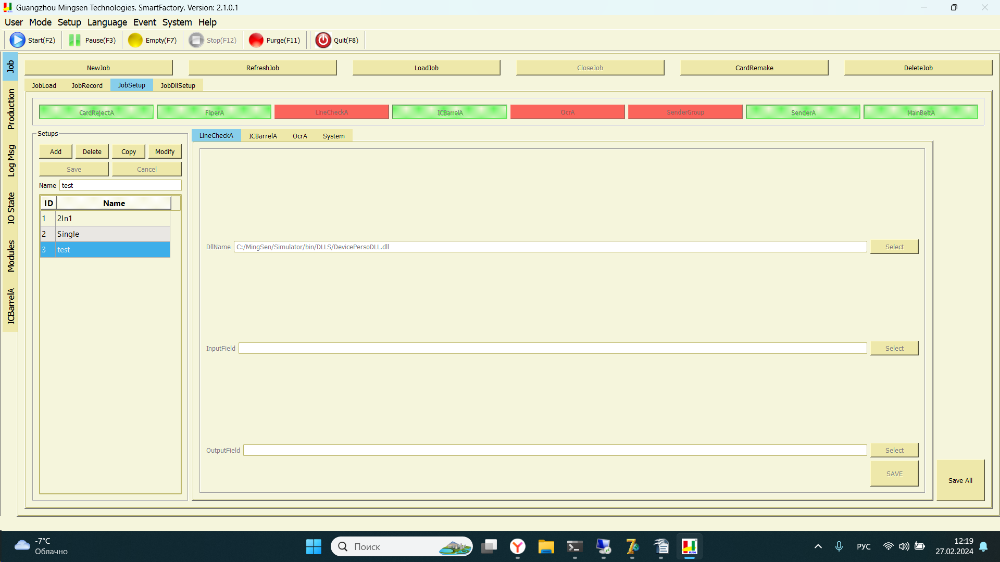 Guangzhou Mingsen Technologies. SmartFactory. Version: 2.1.0.1
User Mode Setup Language Event System Help
Start(F2) Pause(F3) Empty(F7) Stop(F12) Purge(F11) Quit(F8)
Job
Production
Log Msg
IO State
Modules
ICBarrelA
NewJob RefreshJob LoadJob CloseJob CardRemake DeleteJob
JobLoad JobRecord JobSetup JobDllSetup
CardRejectA FliperA LineCheckA ICBarrelA OcrA SenderGroup SenderA MainBeltA
Setups
Add Delete Copy Modify
Save Cancel
Name test
ID Name
1 2In1
2 Single
3 test
LineCheckA ICBarrelA OcrA System
DllName C:/MingSen/Simulator/bin/DLLS/DevicePersoDLL.dll Select
InputField Select
OutputField Select
SAVE
Save All
-7°C
Облачно
Поиск
РУС
12:19
27.02.2024